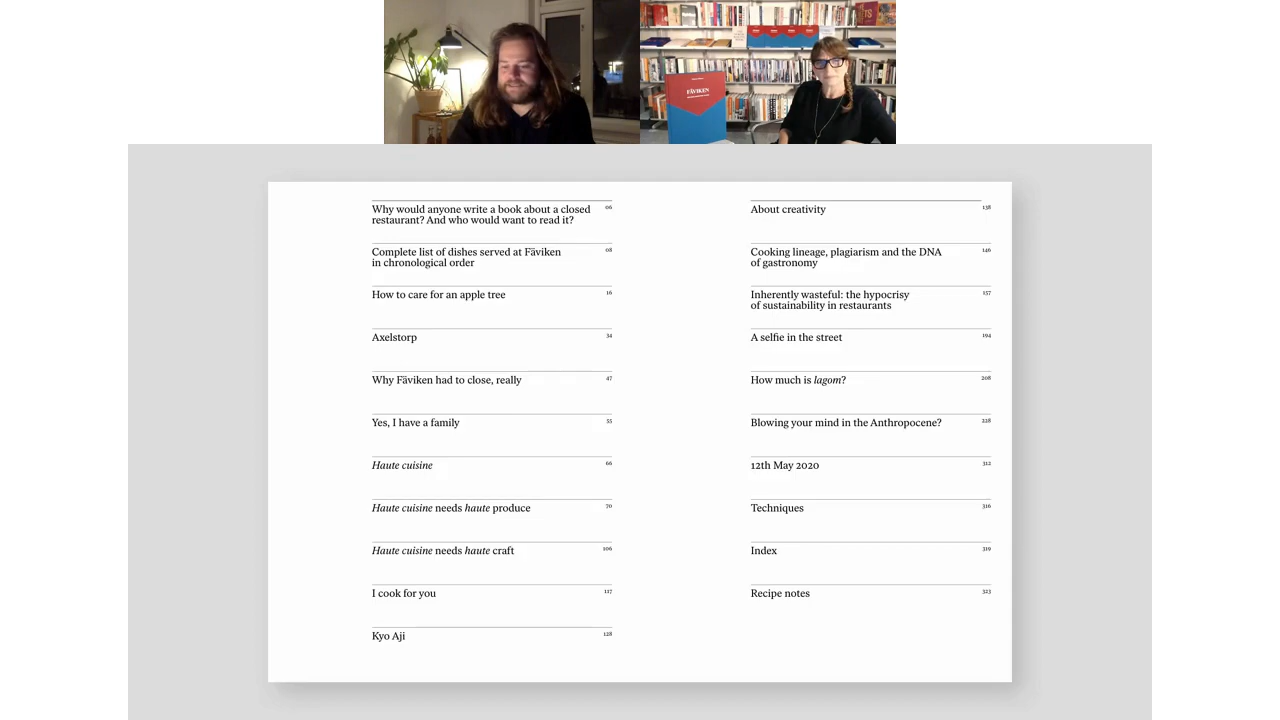 FÄVIKEN
Why would anyone write a book about a closed 06
restaurant? And who would want to read it?
Complete list of dishes served at Fäviken 08
in chronological order
How to care for an apple tree 16
Axelstorp 34
Why Fäviken had to close, really 47
Yes, I have a family 55
Haute cuisine 66
Haute cuisine needs haute produce 70
Haute cuisine needs haute craft 106
I cook for you 117
Kyo Aji 128
About creativity 138
Cooking lineage, plagiarism and the DNA 146
of gastronomy
Inherently wasteful: the hypocrisy 157
of sustainability in restaurants
A selfie in the street 194
How much is lagom? 208
Blowing your mind in the Anthropocene? 228
12th May 2020 312
Techniques 316
Index 319
Recipe notes 323